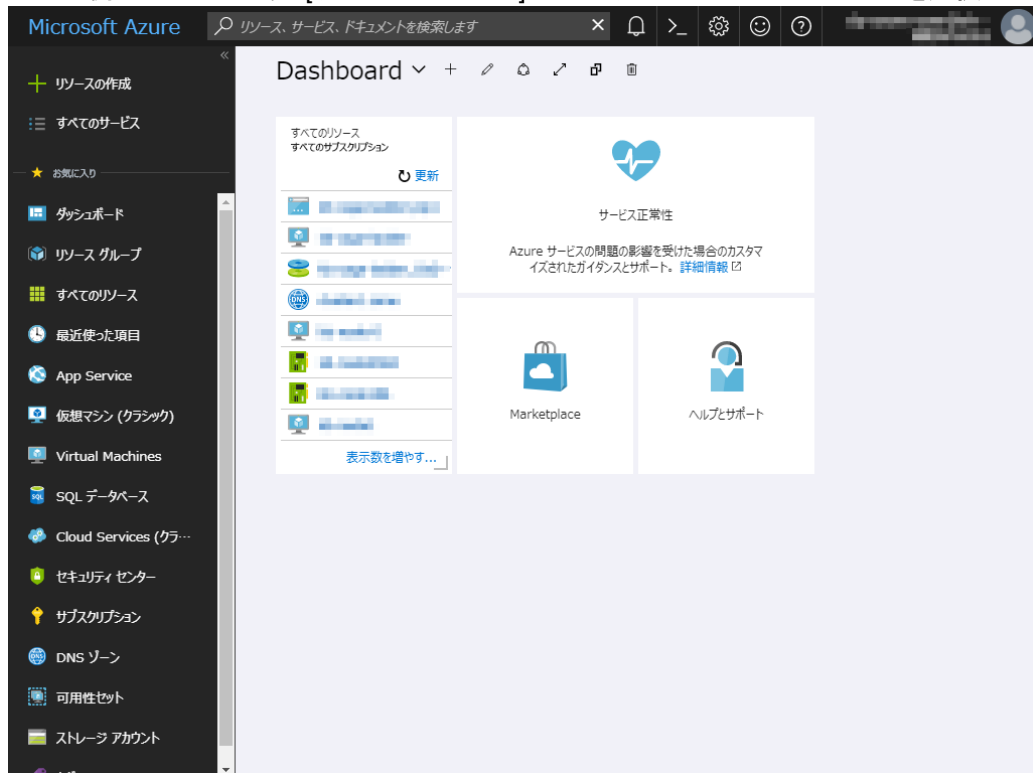 Microsoft Azure
リソース、サービス、ドキュメントを検索します
リソースの作成
すべてのサービス
お気に入り
ダッシュボード
リソース グループ
すべてのリソース
最近使った項目
App Service
仮想マシン (クラシック)
Virtual Machines
SQL データベース
Cloud Services (クラ…
セキュリティ センター
サブスクリプション
DNS ゾーン
可用性セット
ストレージ アカウント
Dashboard
すべてのリソース
すべてのサブスクリプション
更新
表示数を増やす...
サービス正常性
Azure サービスの問題の影響を受けた場合のカスタマ
イズされたガイダンスとサポート。詳細情報
Marketplace
ヘルプとサポート